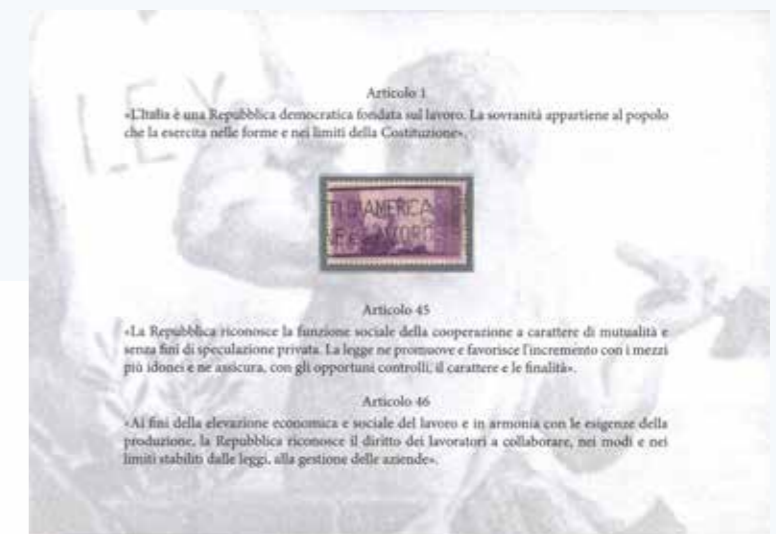 LEX
Articolo 1
«L'Italia è una Repubblica democratica fondata sul lavoro. La sovranità appartiene al popolo
che la esercita nelle forme e nei limiti della Costituzione».
TI D'AMERICA
E LAVORO
Articolo 45
«La Repubblica riconosce la funzione sociale della cooperazione a carattere di mutualità e
senza fini di speculazione privata. La legge ne promuove e favorisce l'incremento con i mezzi
più idonei e ne assicura, con gli opportuni controlli, il carattere e le finalità».
Articolo 46
«Ai fini della elevazione economica e sociale del lavoro e in armonia con le esigenze della
produzione, la Repubblica riconosce il diritto dei lavoratori a collaborare, nei modi e nei
limiti stabiliti dalle leggi, alla gestione delle aziende».